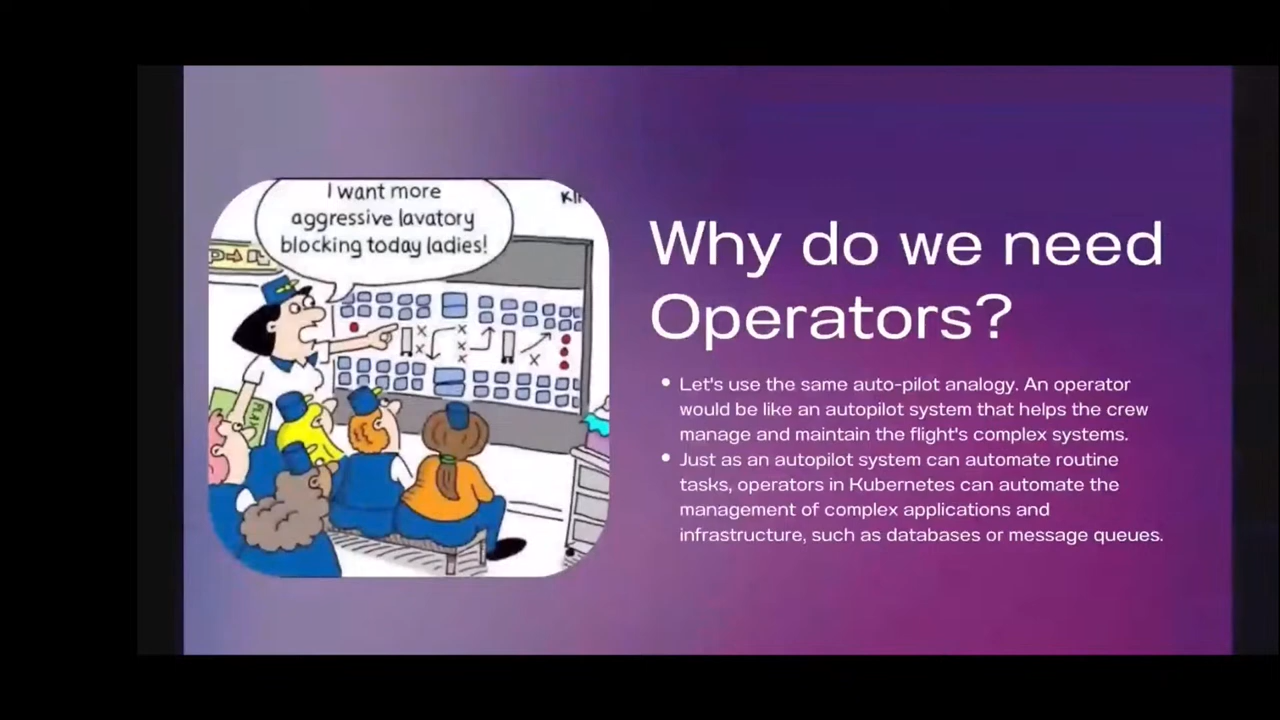 I want more
aggressive lavatory
blocking today ladies!
Why do we need
Operators?
Let's use the same auto-pilot analogy. An operator
would be like an autopilot system that helps the crew
manage and maintain the flight's complex systems.
Just as an autopilot system can automate routine
tasks, operators in Kubernetes can automate the
management of complex applications and
infrastructure, such as databases or message queues.